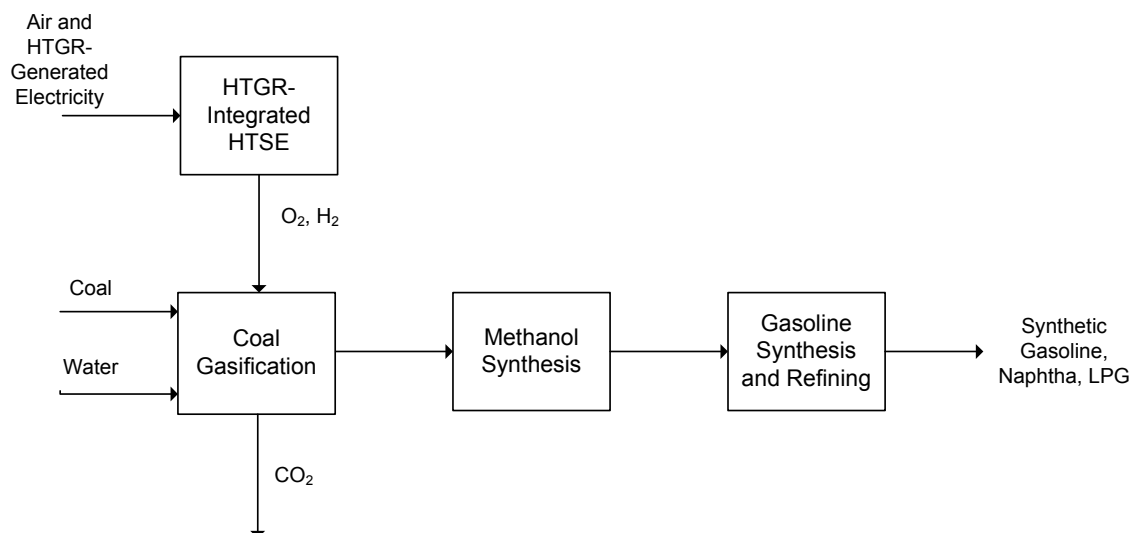 Air and
HTGR-
Generated
Electricity
HTGR-
Integrated
HTSE
O₂, H₂
Coal
Water
Coal
Gasification
Methanol
Synthesis
Gasoline
Synthesis
and Refining
Synthetic
Gasoline,
Naphtha, LPG
CO₂